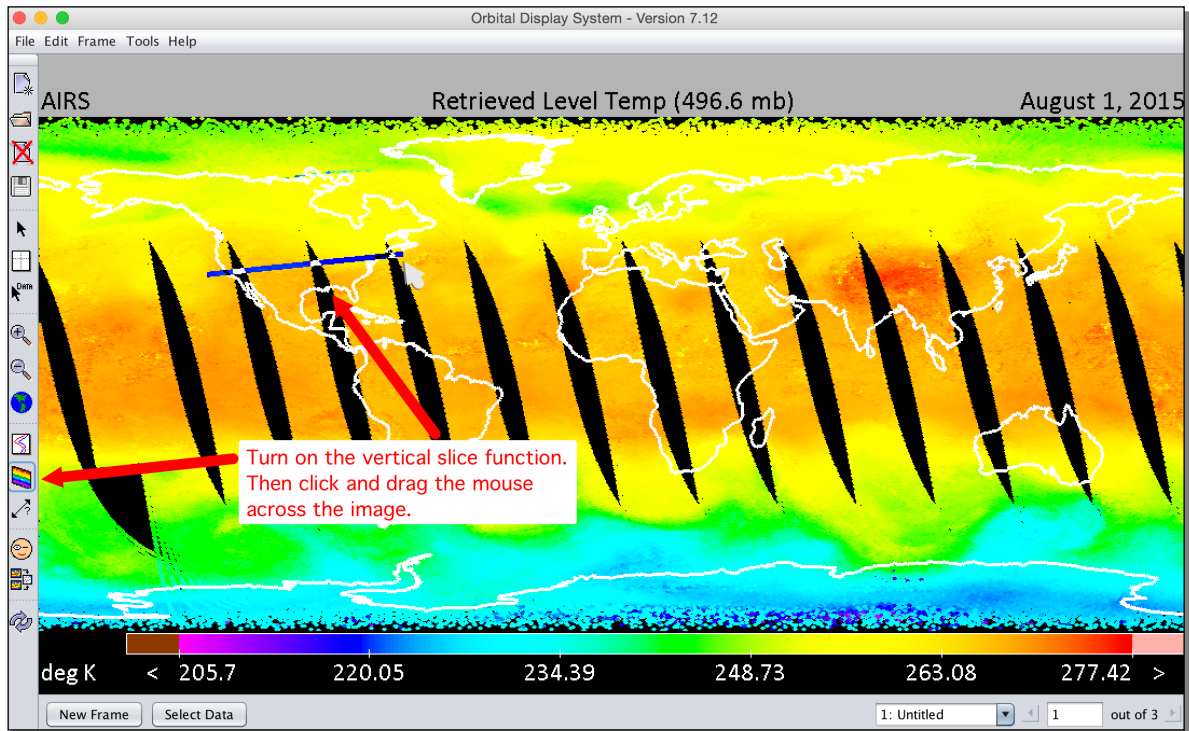 Orbital Display System - Version 7.12
File Edit Frame Tools Help
AIRS Retrieved Level Temp (496.6 mb) August 1, 2015
DATA
Turn on the vertical slice function.
Then click and drag the mouse
across the image.
deg K < 205.7 220.05 234.39 248.73 263.08 277.42 >
New Frame Select Data 1: Untitled 1 out of 3